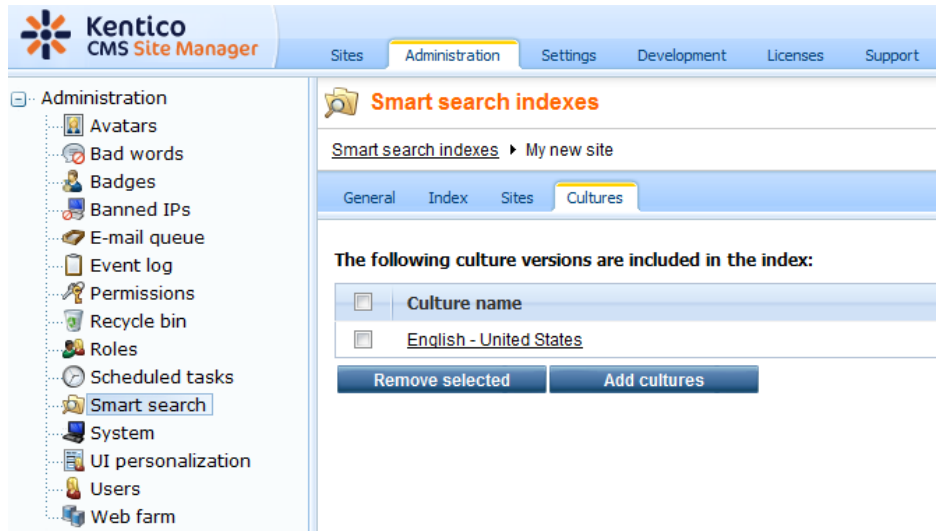 Kentico
CMS Site Manager
Sites Administration Settings Development Licenses Support
Administration
Avatars
Bad words
Badges
Banned IPs
E-mail queue
Event log
Permissions
Recycle bin
Roles
Scheduled tasks
Smart search
System
UI personalization
Users
Web farm
Smart search indexes
Smart search indexes My new site
General Index Sites Cultures
The following culture versions are included in the index:
Culture name
English - United States
Remove selected Add cultures